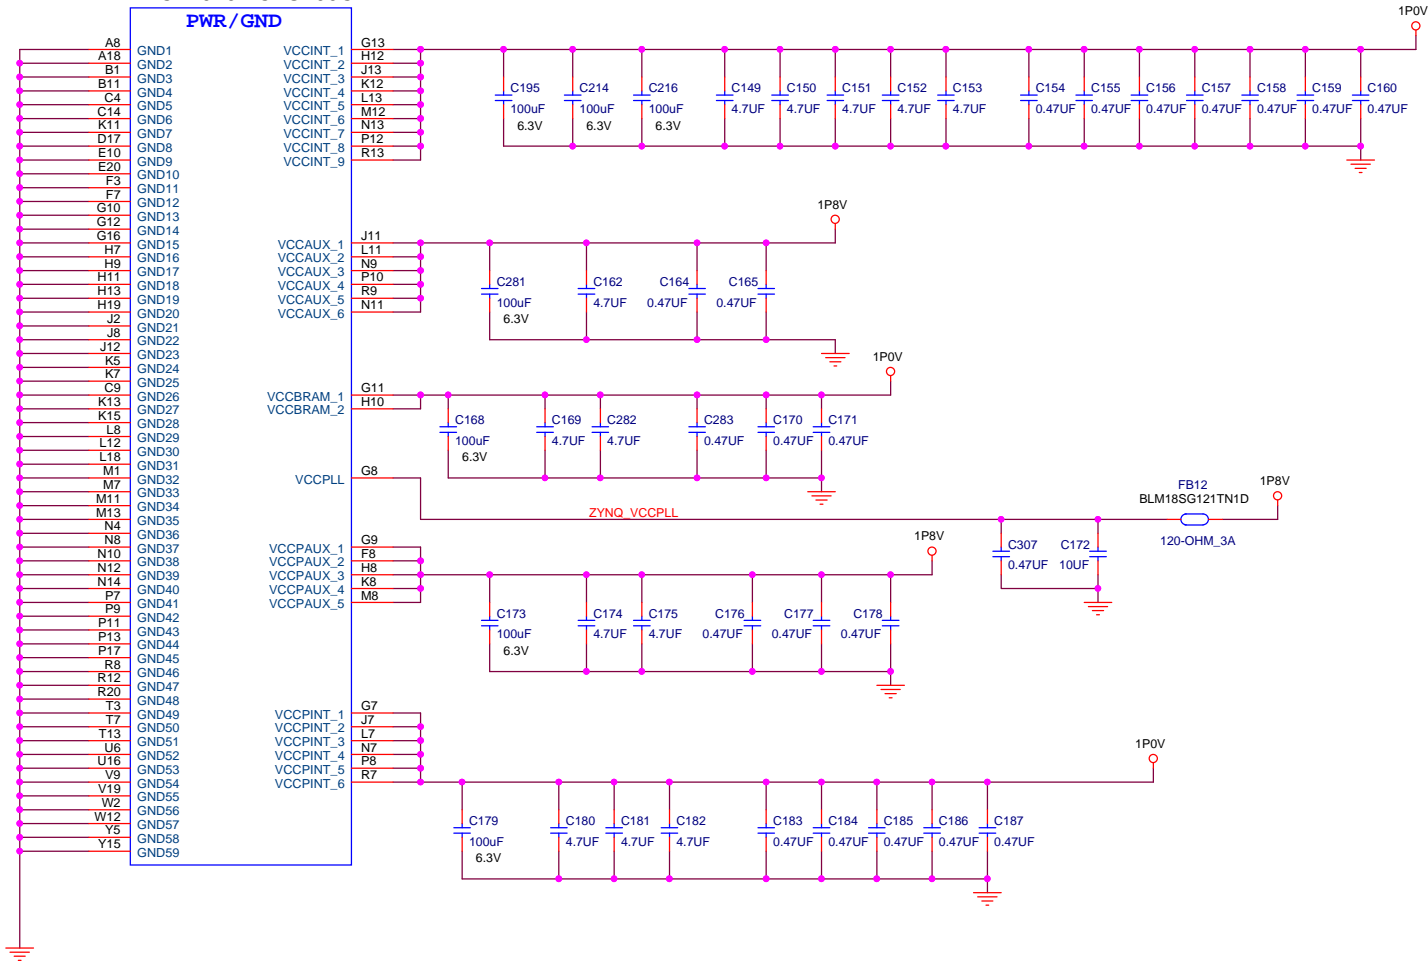 PWR/GND
A8 GND1
A18 GND2
B1 GND3
B11 GND4
C4 GND5
C14 GND6
K11 GND7
D17 GND8
E10 GND9
E20 GND10
F3 GND11
F7 GND12
G10 GND13
G12 GND14
G16 GND15
H7 GND16
H9 GND17
H11 GND18
H13 GND19
H19 GND20
J2 GND21
J8 GND22
J12 GND23
K5 GND24
K7 GND25
C9 GND26
K13 GND27
K15 GND28
L8 GND29
L12 GND30
L18 GND31
M1 GND32
M7 GND33
M11 GND34
M13 GND35
N4 GND36
N8 GND37
N10 GND38
N12 GND39
N14 GND40
P7 GND41
P9 GND42
P11 GND43
P13 GND44
P17 GND45
R8 GND46
R12 GND47
R20 GND48
T3 GND49
T7 GND50
T13 GND51
U6 GND52
U16 GND53
V9 GND54
V19 GND55
W2 GND56
W12 GND57
Y5 GND58
Y15 GND59
VCCINT_1 G13
VCCINT_2 H12
VCCINT_3 J13
VCCINT_4 K12
VCCINT_5 L13
VCCINT_6 M12
VCCINT_7 N13
VCCINT_8 P12
VCCINT_9 R13
1P0V
C195 C214 C216 C149 C150 C151 C152 C153 C154 C155 C156 C157 C158 C159 C160
100uF 100uF 100uF 4.7UF 4.7UF 4.7UF 4.7UF 4.7UF 0.47UF 0.47UF 0.47UF 0.47UF 0.47UF 0.47UF 0.47UF
6.3V 6.3V 6.3V
VCCAUX_1 J11
VCCAUX_2 L11
VCCAUX_3 N9
VCCAUX_4 P10
VCCAUX_5 R9
VCCAUX_6 N11
1P8V
C281 C162 C164 C165
100uF 4.7UF 0.47UF 0.47UF
6.3V
VCCBRAM_1 G11
VCCBRAM_2 H10
1P0V
C168 C169 C282 C283 C170 C171
100uF 4.7UF 4.7UF 0.47UF 0.47UF 0.47UF
6.3V
VCCPLL G8
ZYNQ_VCCPLL
FB12
BLM18SG121TN1D
120-OHM_3A
1P8V
C307 C172
0.47UF 10UF
VCCPAUX_1 G9
VCCPAUX_2 F8
VCCPAUX_3 H8
VCCPAUX_4 K8
VCCPAUX_5 M8
1P8V
C173 C174 C175 C176 C177 C178
100uF 4.7UF 4.7UF 0.47UF 0.47UF 0.47UF
6.3V
VCCPINT_1 G7
VCCPINT_2 J7
VCCPINT_3 L7
VCCPINT_4 N7
VCCPINT_5 P8
VCCPINT_6 R7
1P0V
C179 C180 C181 C182 C183 C184 C185 C186 C187
100uF 4.7UF 4.7UF 4.7UF 0.47UF 0.47UF 0.47UF 0.47UF 0.47UF
6.3V